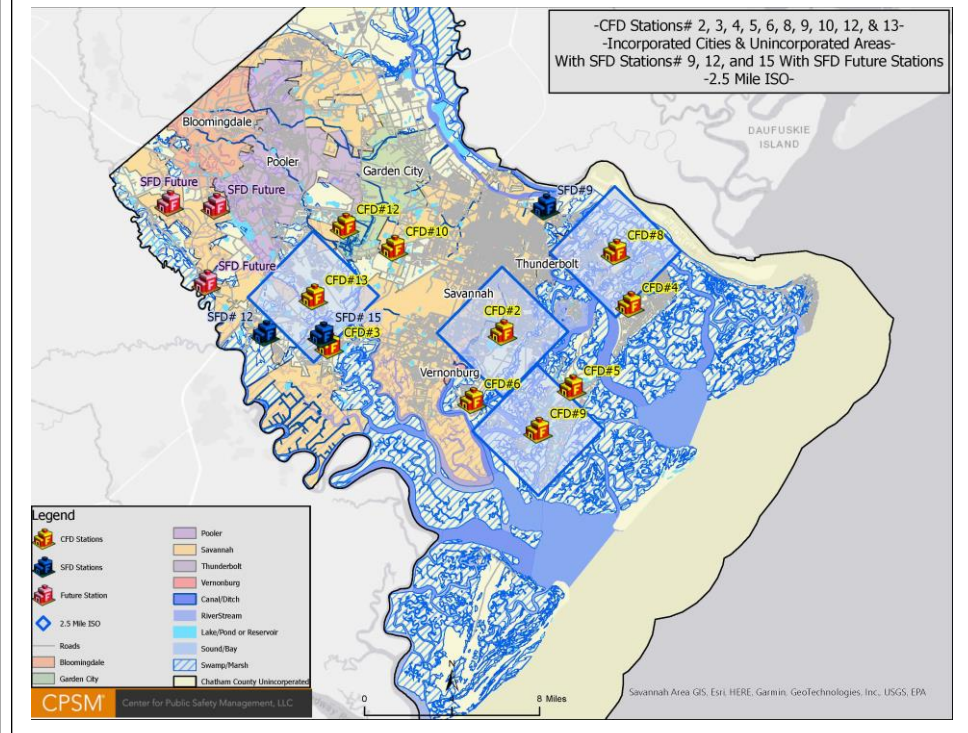 -CFD Stations# 2, 3, 4, 5, 6, 8, 9, 10, 12, & 13-
-Incorporated Cities & Unincorporated Areas-
With SFD Stations# 9, 12, and 15 With SFD Future Stations
-2.5 Mile ISO-
DAUFUSKIE
ISLAND
Bloomingdale
Pooler
Garden City
SFD Future
SFD Future
SFD#9
CFD#12
CFD#10
CFD#8
Thunderbolt
SFD Future
CFD#13
Savannah
CFD#4
SFD# 12
SFD# 15
CFD#3
CFD#2
Vernonburg
CFD#6
CFD#5
CFD#9
Legend
CFD Stations
SFD Stations
Future Station
2.5 Mile ISO
Roads
Bloomingdale
Garden City
Pooler
Savannah
Thunderbolt
Vernonburg
Canal/Ditch
RiverStream
Lake/Pond or Reservoir
Sound/Bay
Swamp/Marsh
Chatham County Unincorporated
N
0 8 Miles
CPSM® Center for Public Safety Management, LLC
Savannah Area GIS, Esri, HERE, Garmin, GeoTechnologies, Inc., USGS, EPA